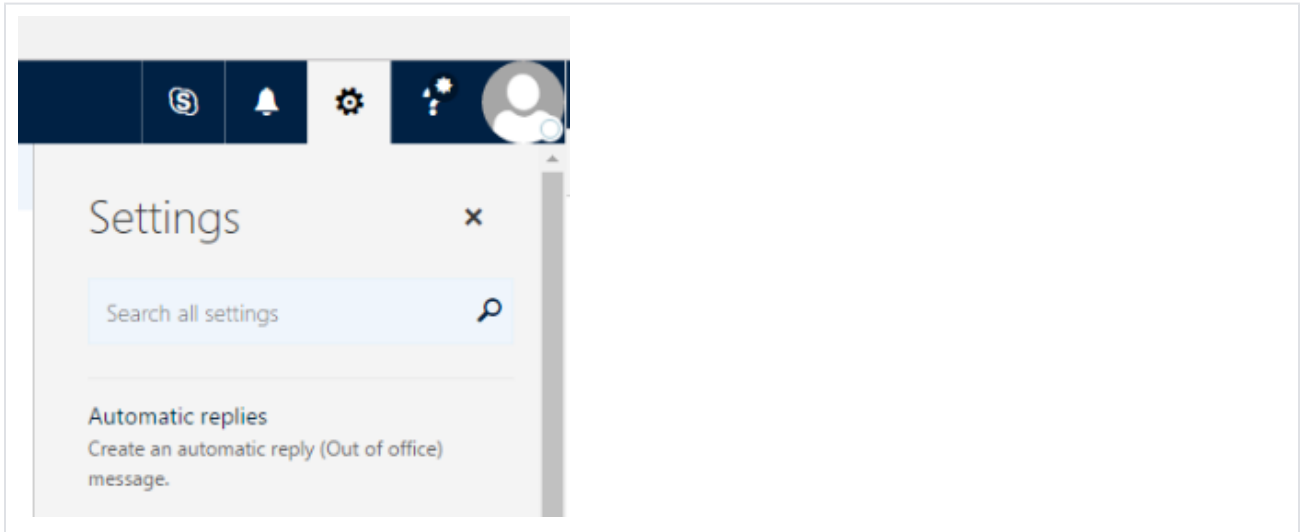 Settings
Search all settings
Automatic replies
Create an automatic reply (Out of office)
message.